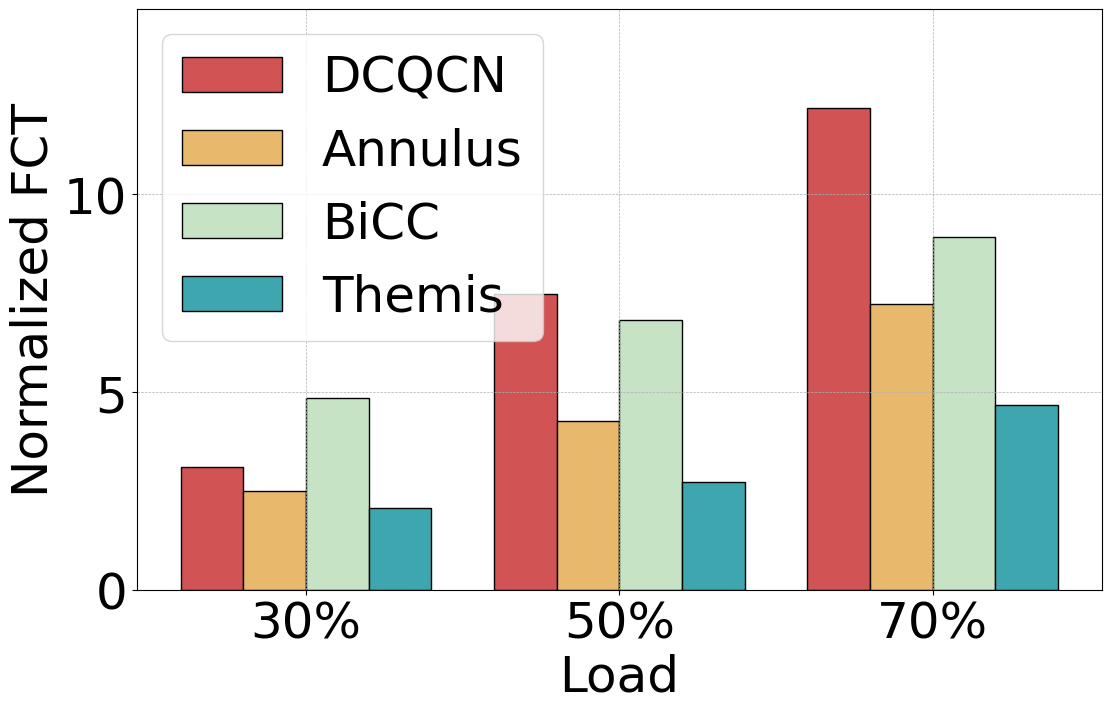 Normalized FCT
10
5
0
DCQCN
Annulus
BiCC
Themis
30% 50% 70%
Load